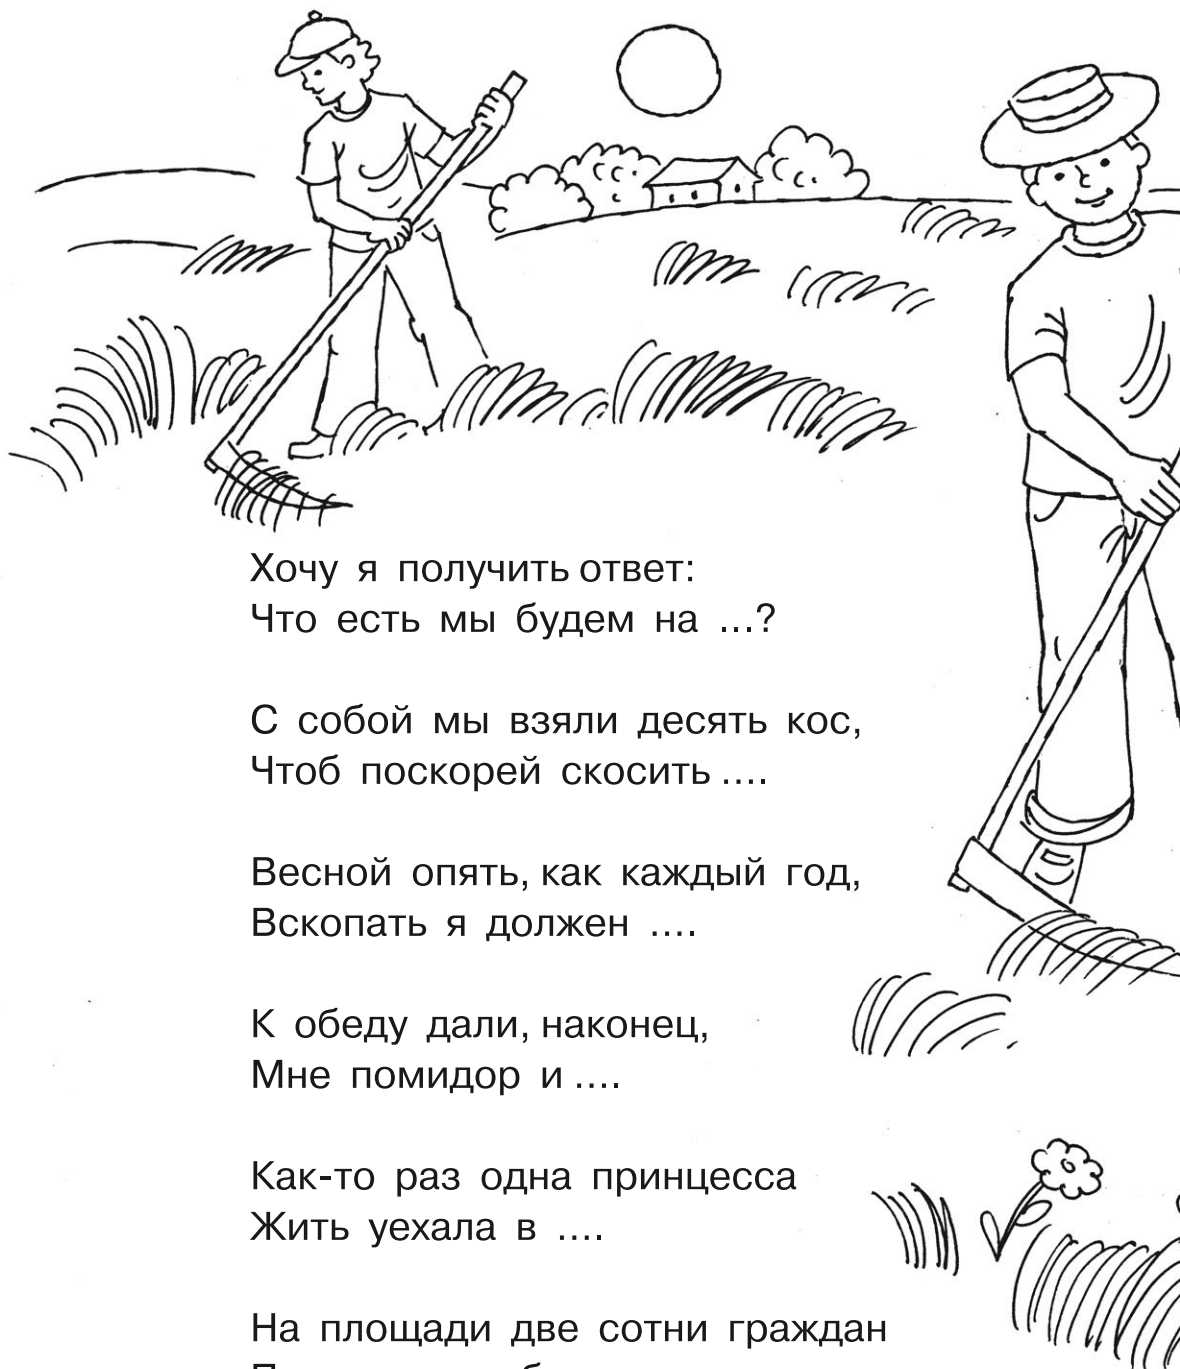 Хочу я получить ответ:
Что есть мы будем на ...?
С собой мы взяли десять кос,
Чтоб поскорей скосить ....
Весной опять, как каждый год,
Вскопать я должен ....
К обеду дали, наконец,
Мне помидор и ....
Как-то раз одна принцесса
Жить уехала в ....
На площади две сотни граждан